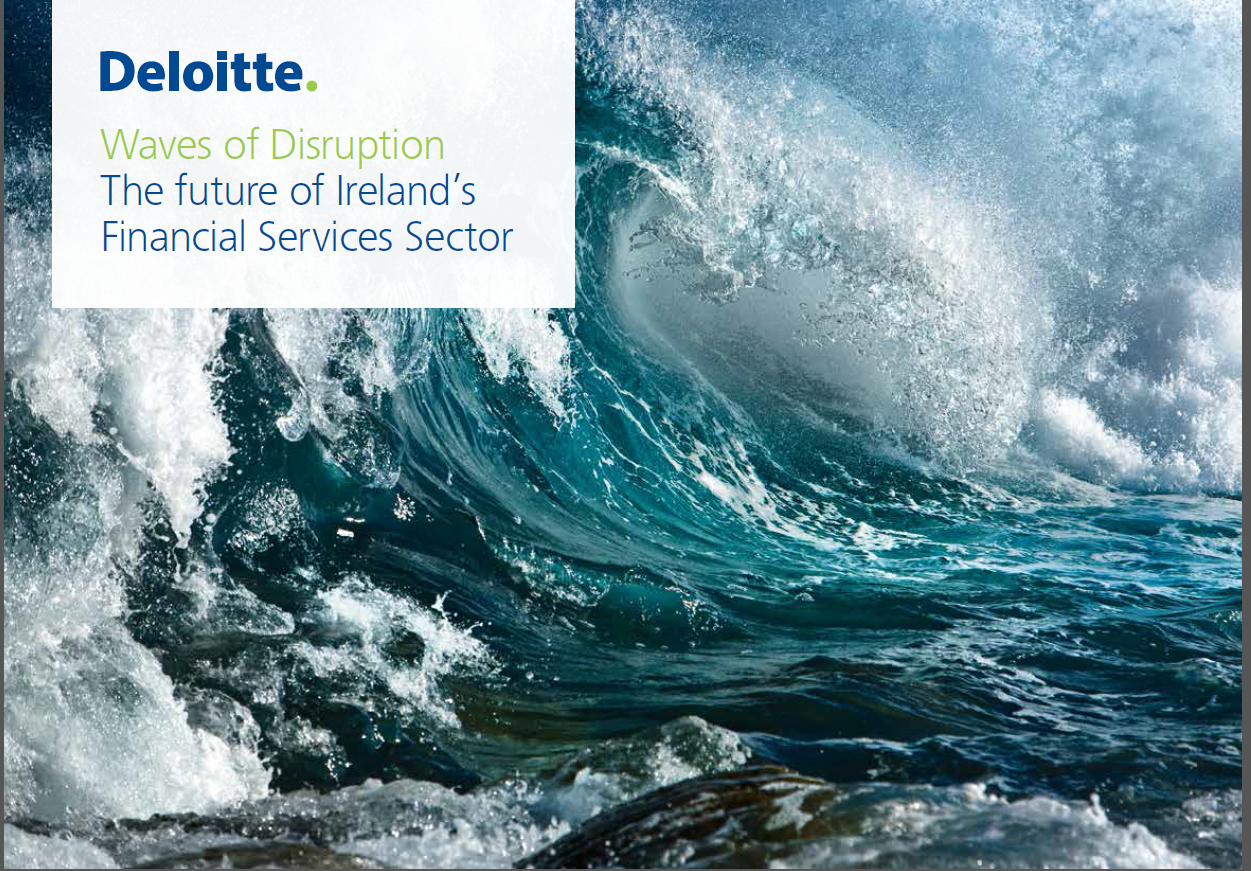 Deloitte.
Waves of Disruption
The future of Ireland's
Financial Services Sector